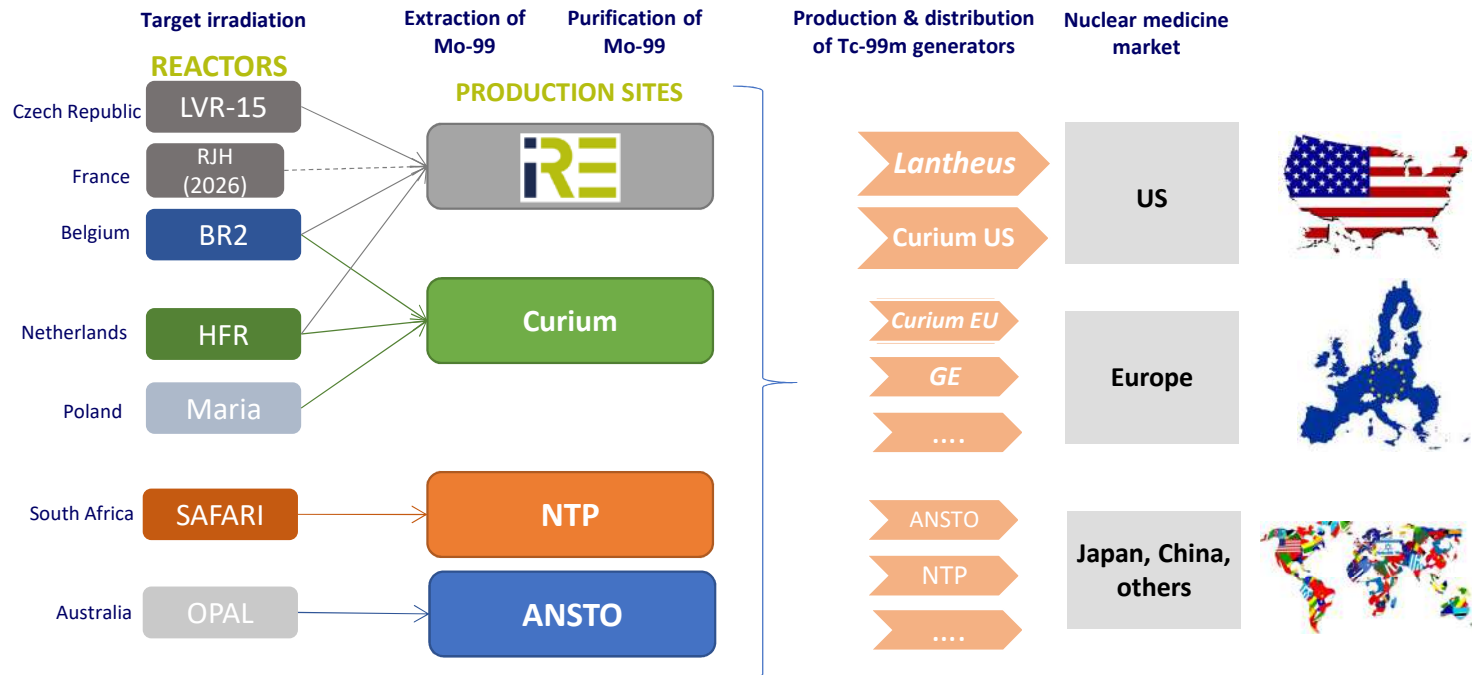 Target irradiation
Extraction of
Mo-99
Purification of
Mo-99
Production & distribution
of Tc-99m generators
Nuclear medicine
market
REACTORS
PRODUCTION SITES
Czech Republic
LVR-15
France
RJH
(2026)
Belgium
BR2
Netherlands
HFR
Poland
Maria
South Africa
SAFARI
Australia
OPAL
iRE
Curium
NTP
ANSTO
Lantheus
Curium US
Curium EU
GE
....
ANSTO
NTP
....
US
Europe
Japan, China,
others